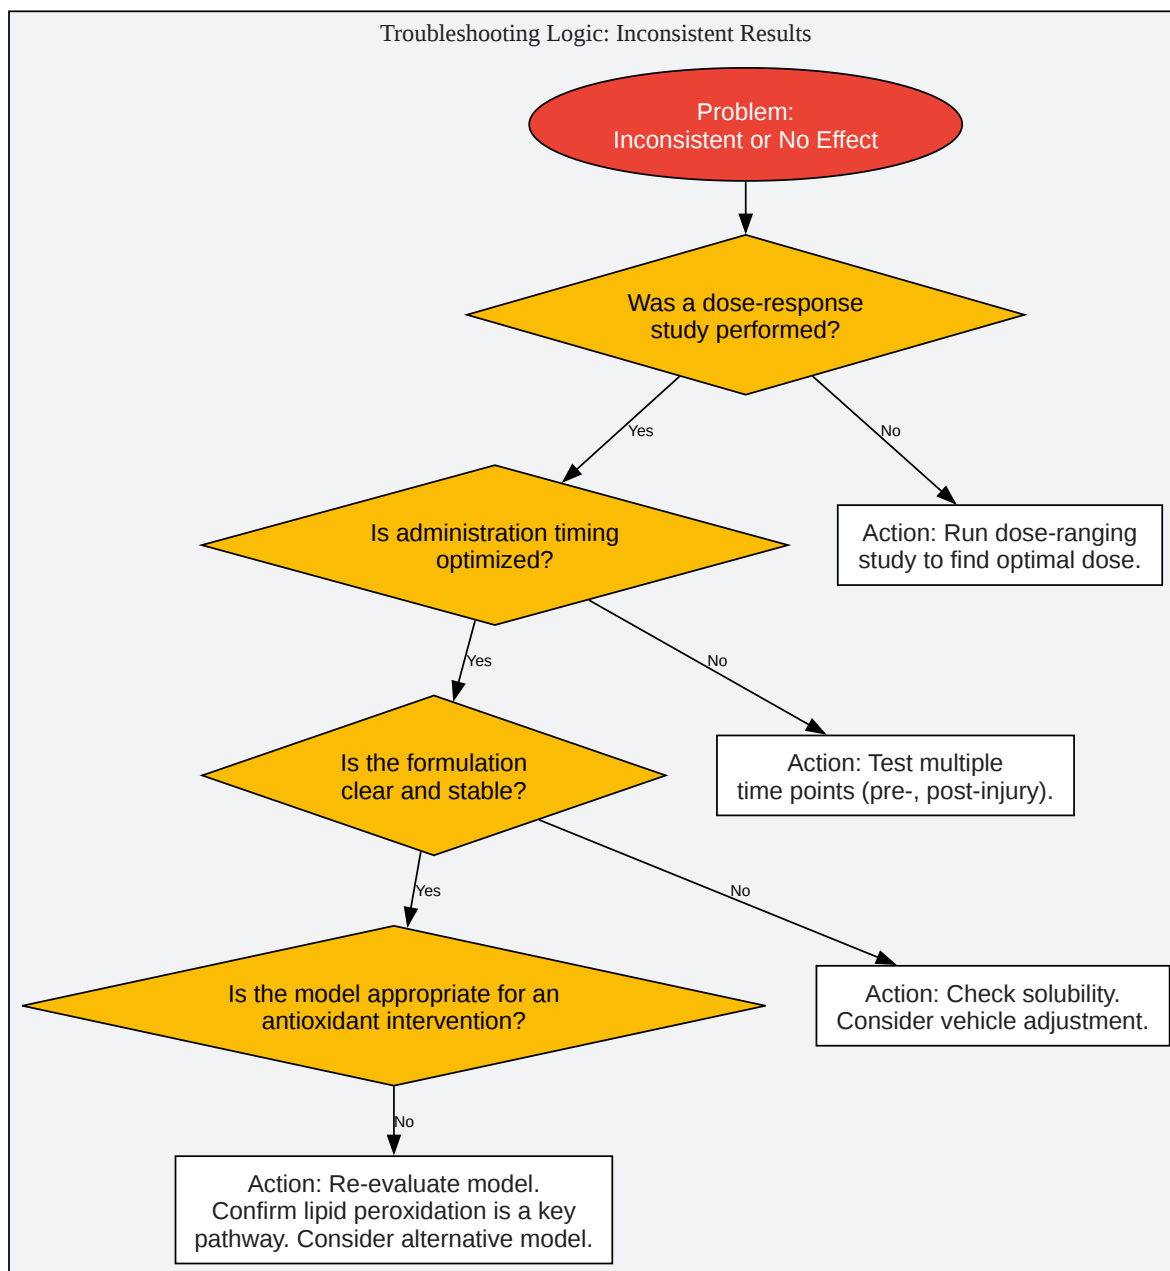 Troubleshooting Logic: Inconsistent Results
Problem:
Inconsistent or No Effect
Was a dose-response
study performed?
Yes
No
Is administration timing
optimized?
Action: Run dose-ranging
study to find optimal dose.
Yes
No
Is the formulation
clear and stable?
Action: Test multiple
time points (pre-, post-injury).
Yes
No
Is the model appropriate for an
antioxidant intervention?
Action: Check solubility.
Consider vehicle adjustment.
No
Action: Re-evaluate model.
Confirm lipid peroxidation is a key
pathway. Consider alternative model.